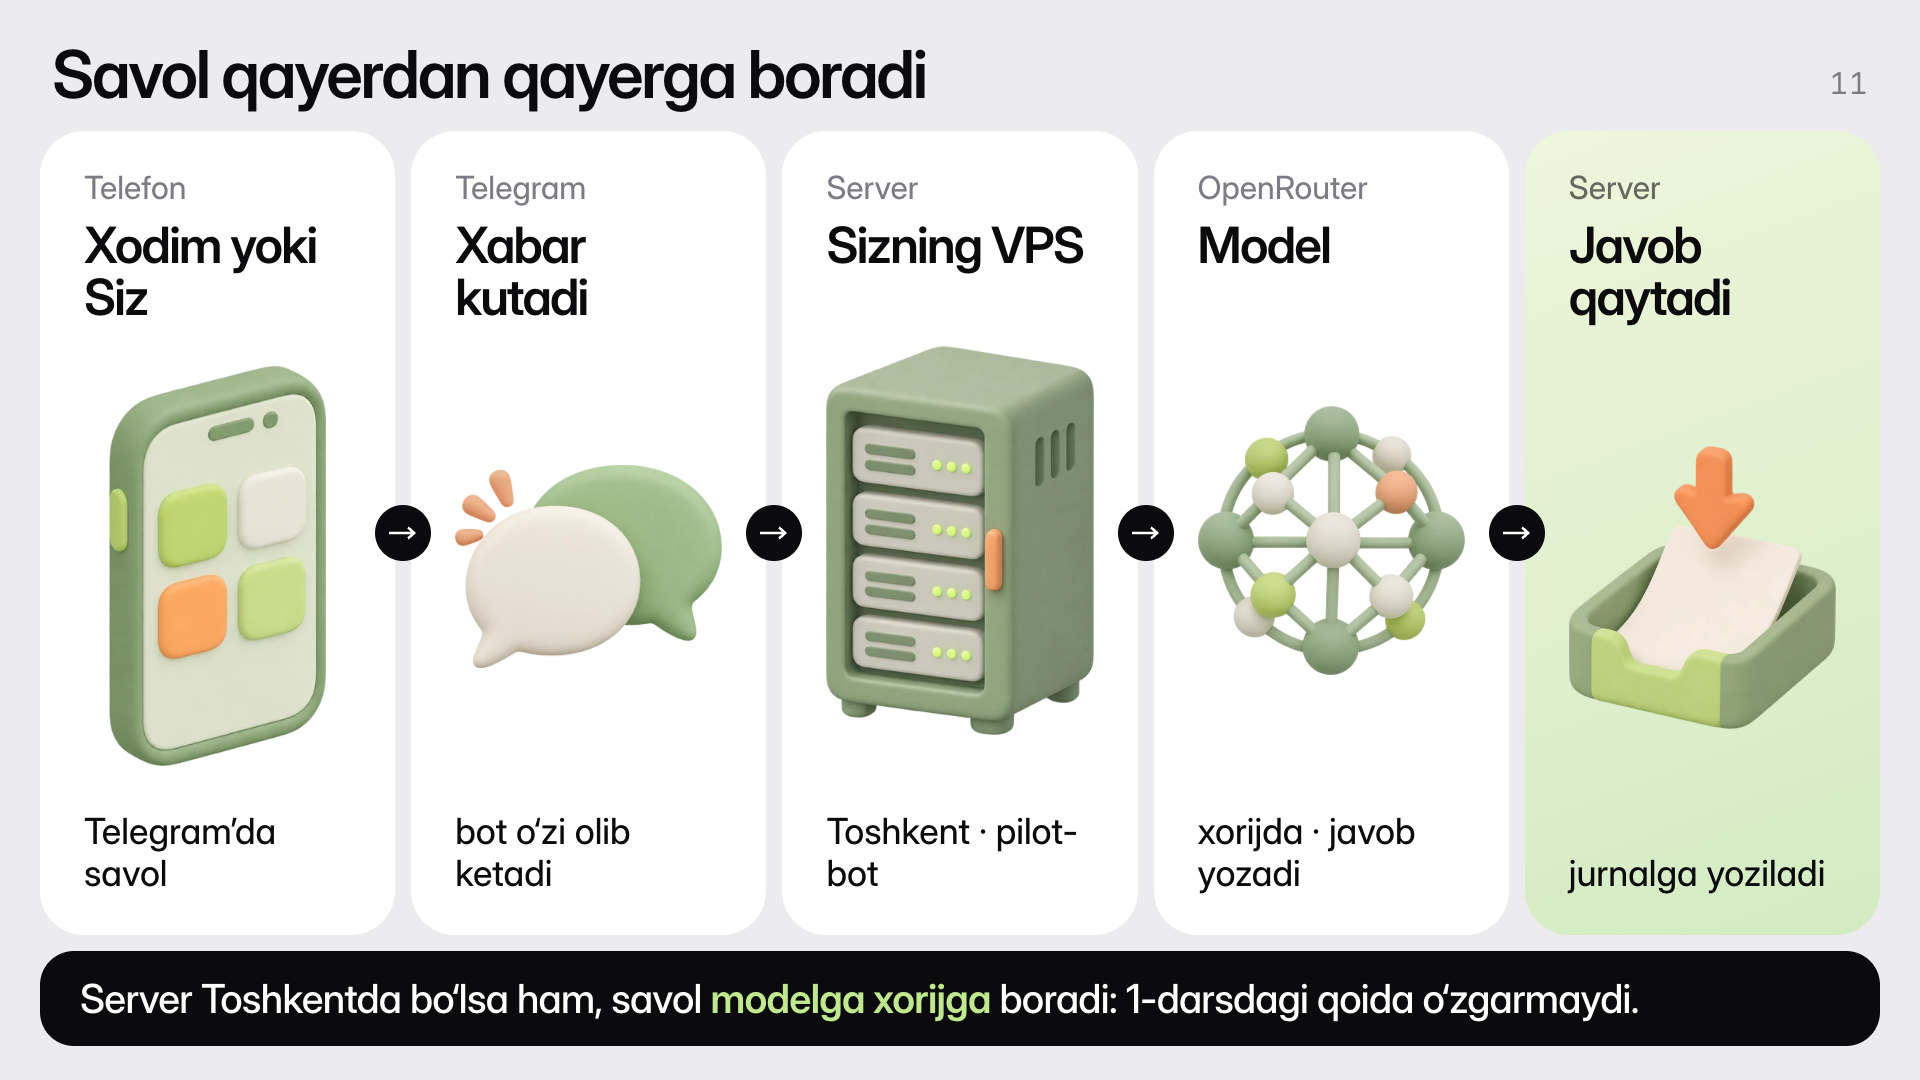 Savol qayerdan qayerga boradi
11
Telefon
Xodim yoki
Siz
Telegram’da
savol
Telegram
Xabar
kutadi
bot o‘zi olib
ketadi
Server
Sizning VPS
Toshkent · pilot-
bot
OpenRouter
Model
xorijda · javob
yozadi
Server
Javob
qaytadi
jurnalga yoziladi
Server Toshkentda bo‘lsa ham, savol modelga xorijga boradi: 1-darsdagi qoida o‘zgarmaydi.